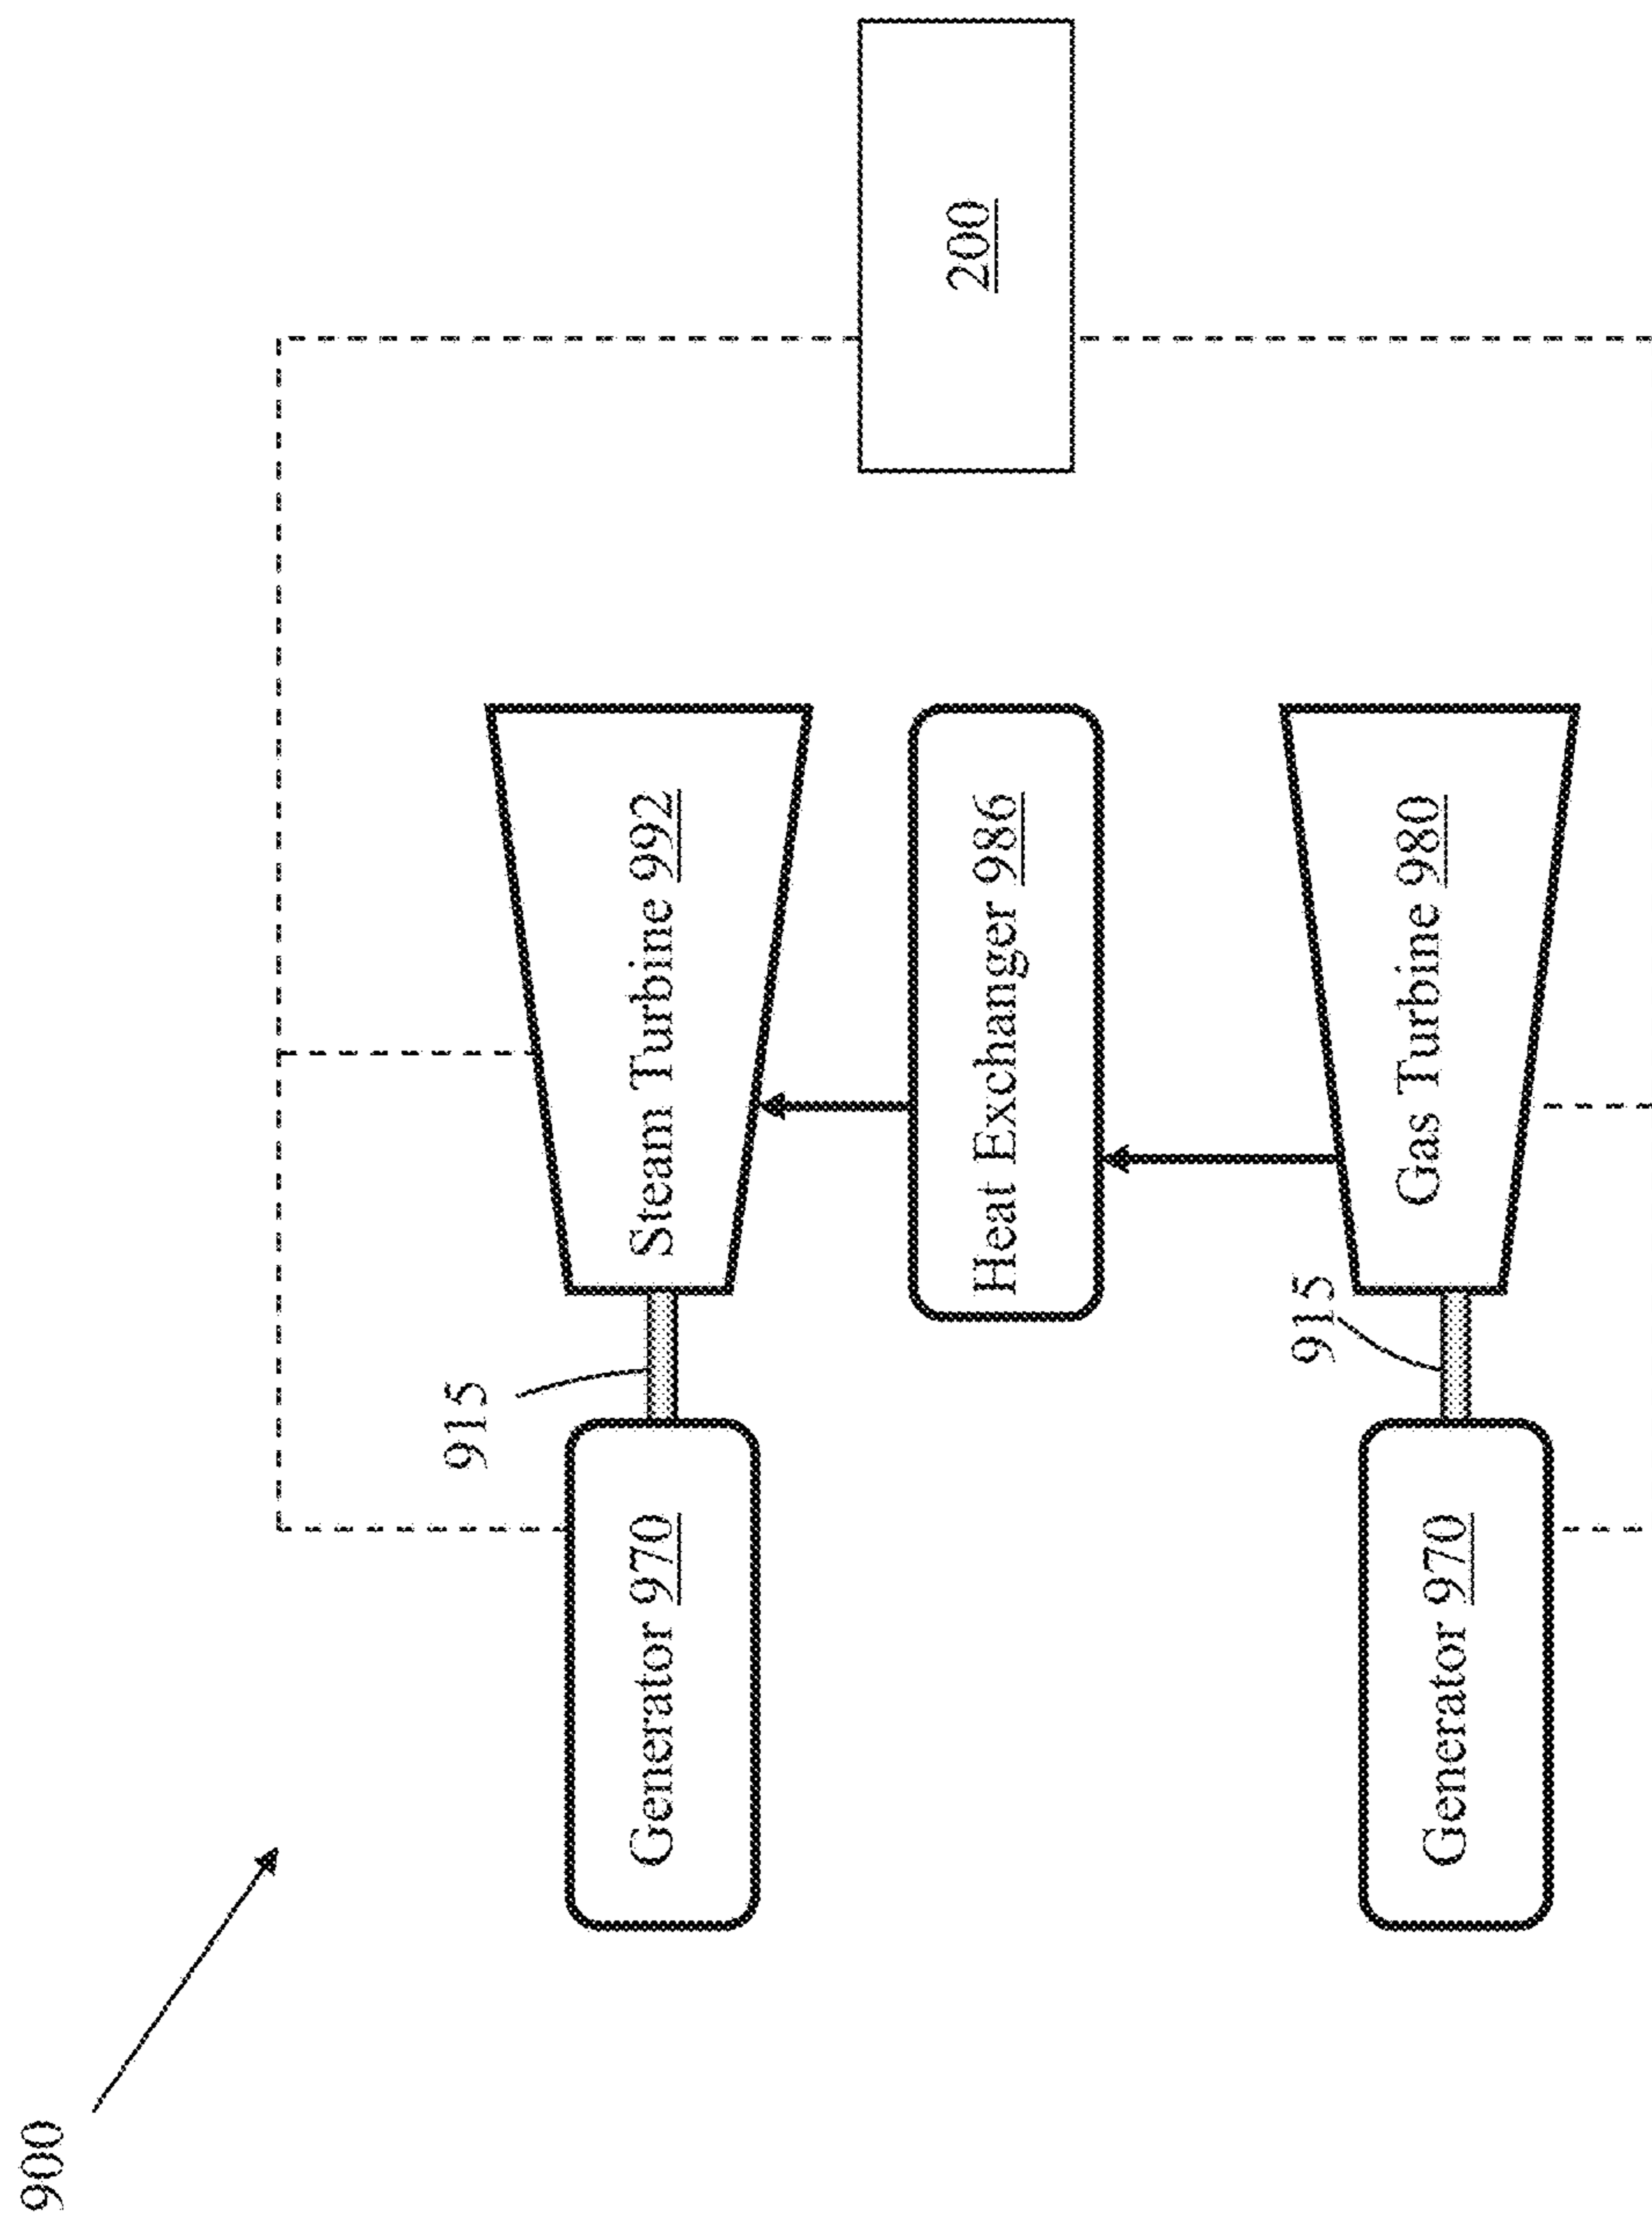 900
Generator 970
915
Steam Turbine 992
Heat Exchanger 986
200
Generator 970
915
Gas Turbine 980